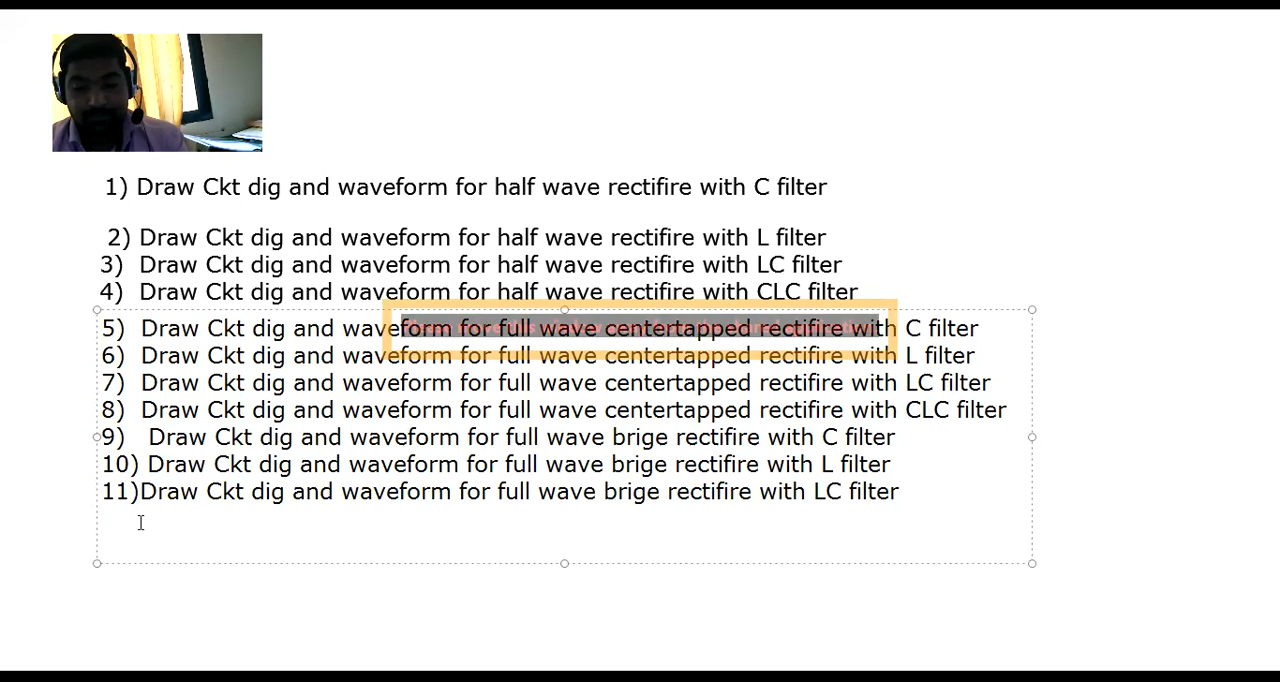 1) Draw Ckt dig and waveform for half wave rectifire with C filter
2) Draw Ckt dig and waveform for half wave rectifire with L filter
3) Draw Ckt dig and waveform for half wave rectifire with LC filter
4) Draw Ckt dig and waveform for half wave rectifire with CLC filter
5) Draw Ckt dig and waveform for full wave centertapped rectifire with C filter
6) Draw Ckt dig and waveform for full wave centertapped rectifire with L filter
7) Draw Ckt dig and waveform for full wave centertapped rectifire with LC filter
8) Draw Ckt dig and waveform for full wave centertapped rectifire with CLC filter
9) Draw Ckt dig and waveform for full wave brige rectifire with C filter
10) Draw Ckt dig and waveform for full wave brige rectifire with L filter
11)Draw Ckt dig and waveform for full wave brige rectifire with LC filter